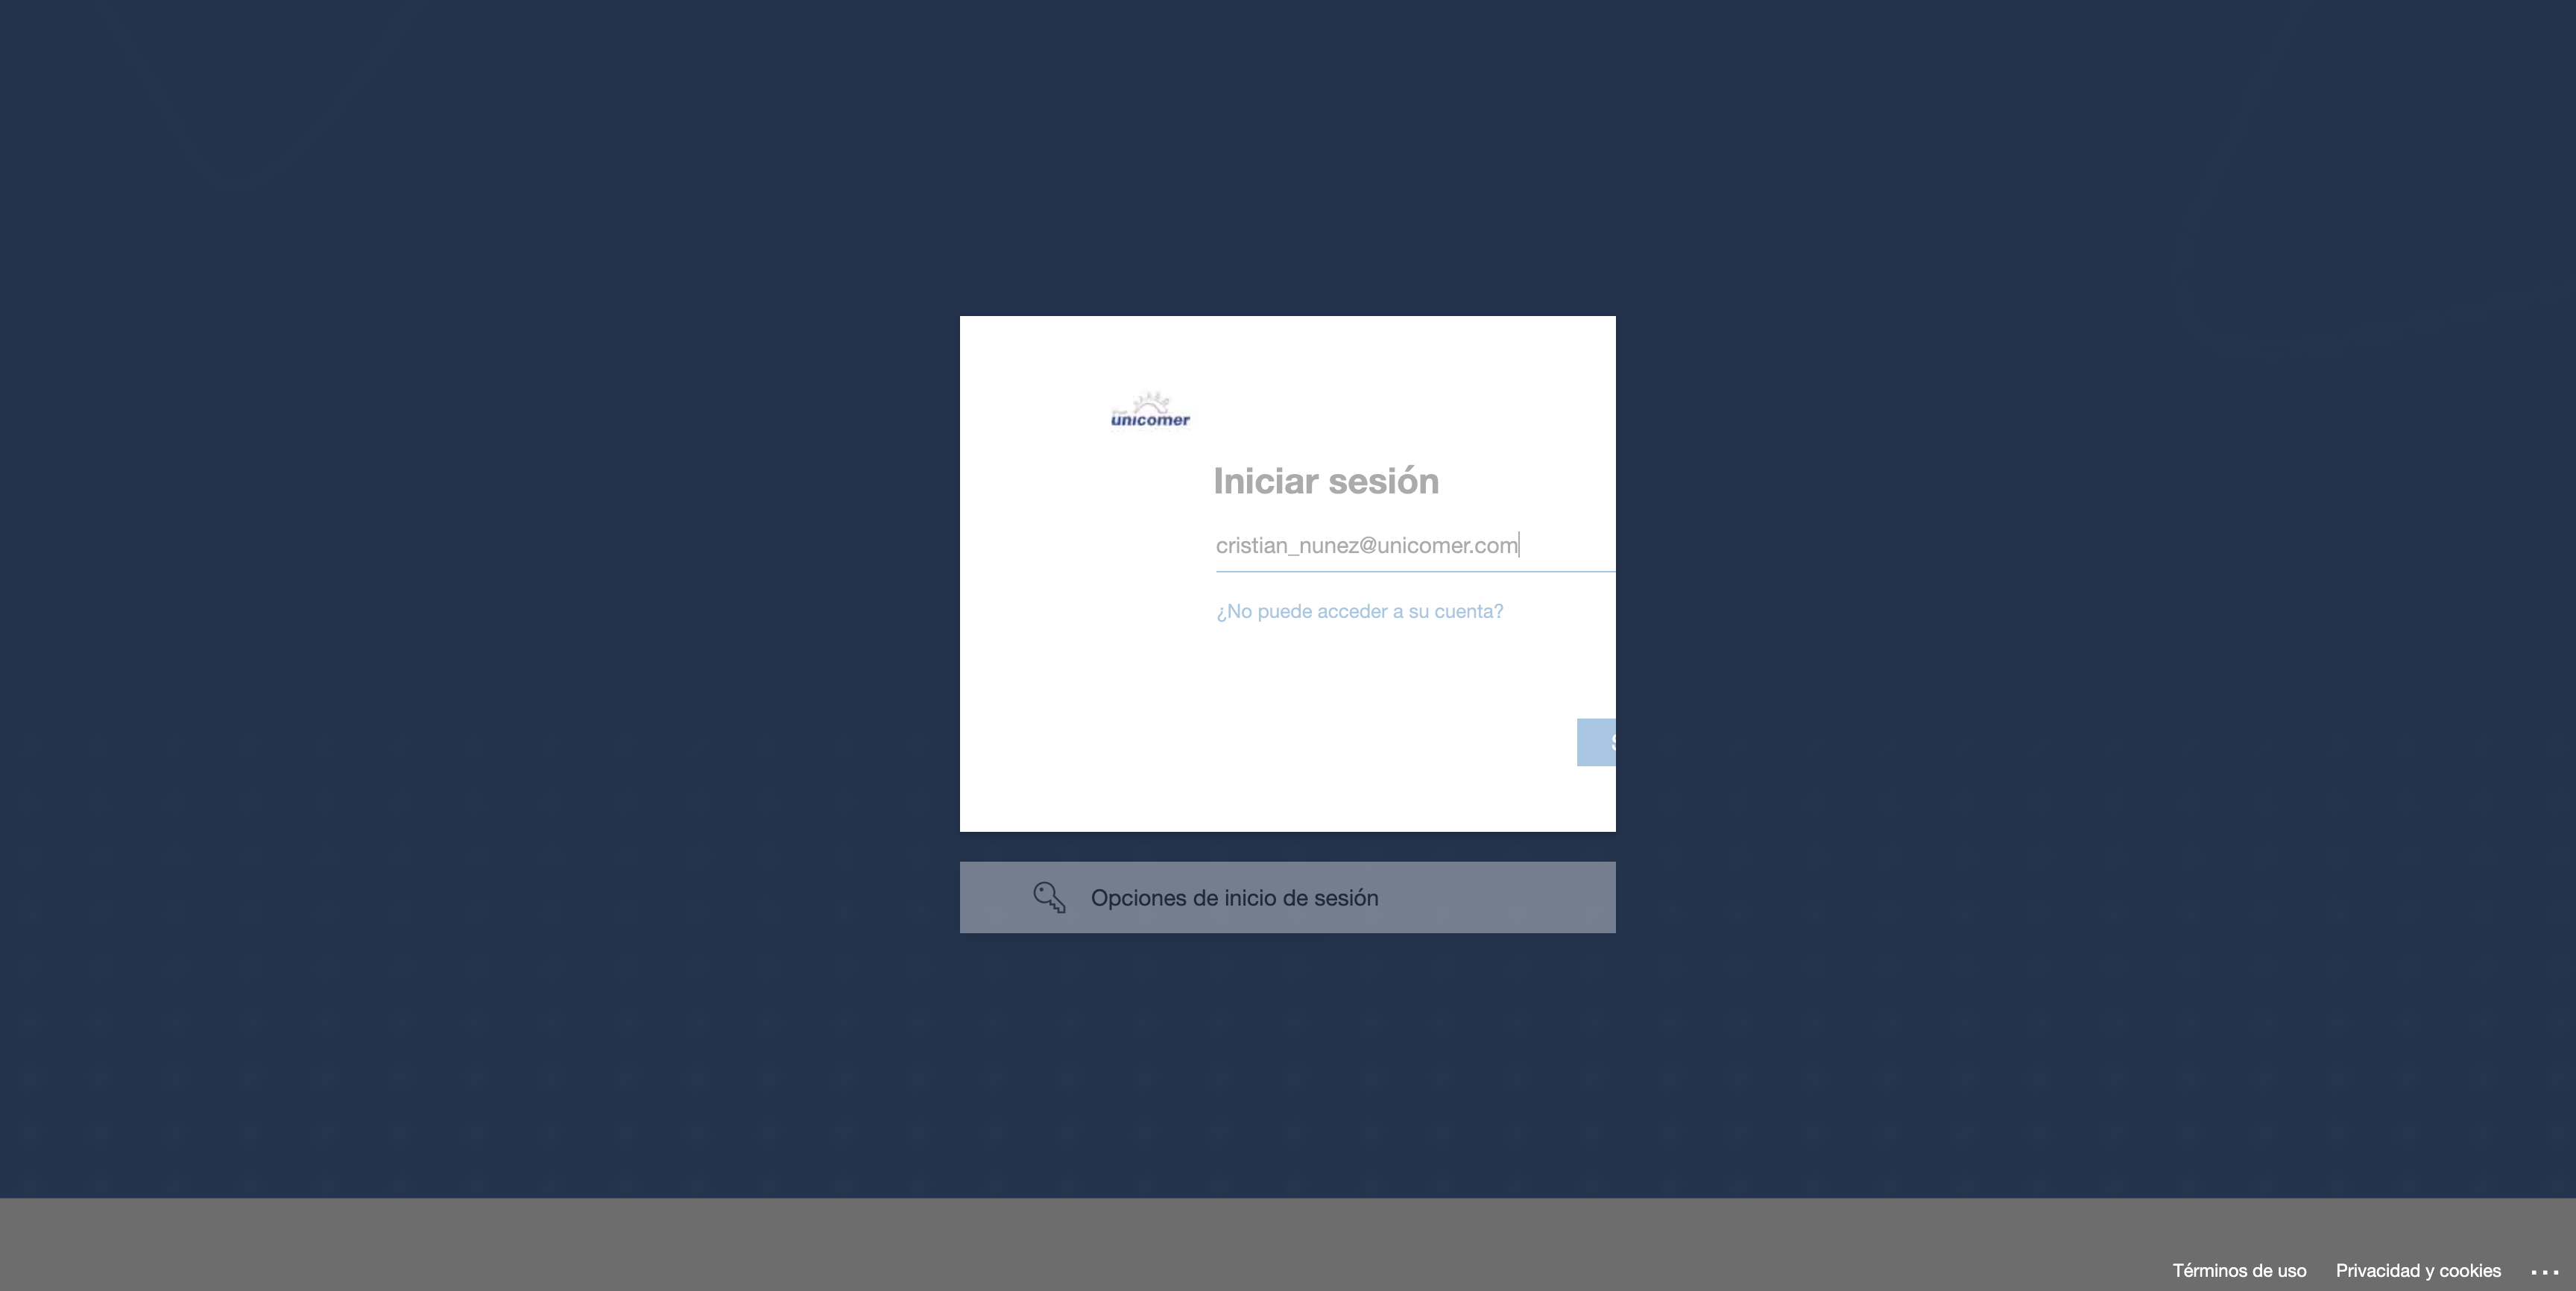 unicomer
Iniciar sesión
cristian_nunez@unicomer.com
¿No puede acceder a su cuenta?
Opciones de inicio de sesión
Términos de uso Privacidad y cookies ...